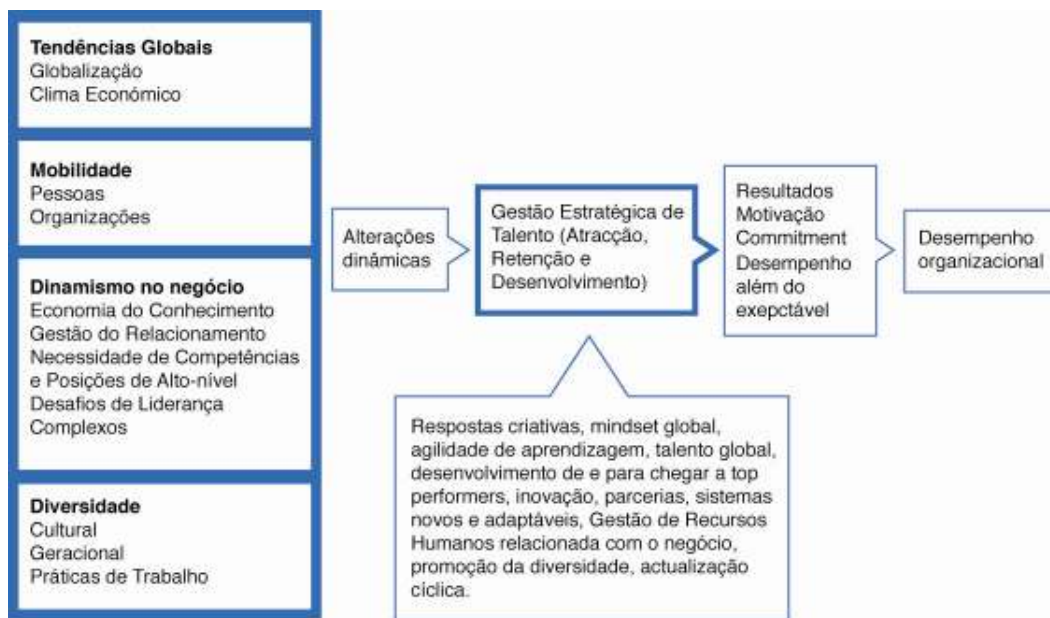 Tendências Globais
Globalização
Clima Económico
Mobilidade
Pessoas
Organizações
Dinamismo no negócio
Economia do Conhecimento
Gestão do Relacionamento
Necessidade de Competências
e Posições de Alto-nível
Desafios de Liderança
Complexos
Diversidade
Cultural
Geracional
Práticas de Trabalho
Alterações
dinâmicas
Gestão Estratégica de
Talento (Atracção,
Retenção e
Desenvolvimento)
Resultados
Motivação
Commitment
Desempenho
além do
exepctável
Desempenho
organizacional
Respostas criativas, mindset global,
agilidade de aprendizagem, talento global,
desenvolvimento de e para chegar a top
performers, inovação, parcerias, sistemas
novos e adaptáveis, Gestão de Recursos
Humanos relacionada com o negócio,
promoção da diversidade, actualização
cíclica.